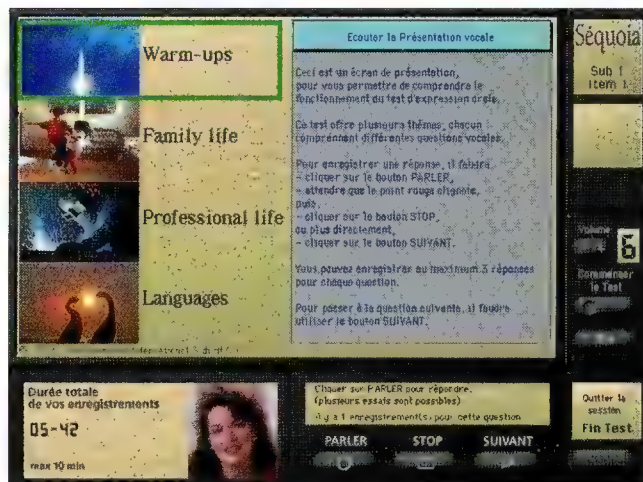 Warm-ups
Family life
Professional life
Languages
Ecouter la Présentation vocale
Ceci est un écran de présentation,
pour vous permettre de comprendre le
fonctionnement du test d'expression orale.
Ce test offre plusieurs thèmes, chacun
comprenant différentes questions vocales.
Pour enregistrer une réponse, il faudra
- cliquer sur le bouton PARLER,
- attendre que le point rouge clignote,
puis,
- cliquer sur le bouton STOP,
ou plus directement,
- cliquer sur le bouton SUIVANT.
Vous pouvez enregistrer au maximum 3 réponses
pour chaque question.
Pour passer à la question suivante, il faudra
utiliser le bouton SUIVANT.
Séquoia
Sub 1
Item 1
Volume
6
Commencer
le Test
Durée totale
de vos enregistrements
05-42
max 10 min
Cliquer sur PARLER pour répondre.
(plusieurs essais sont possibles)
il y a 1 enregistrement(s) pour cette question
PARLER STOP SUIVANT
Quitter la
session
Fin Test